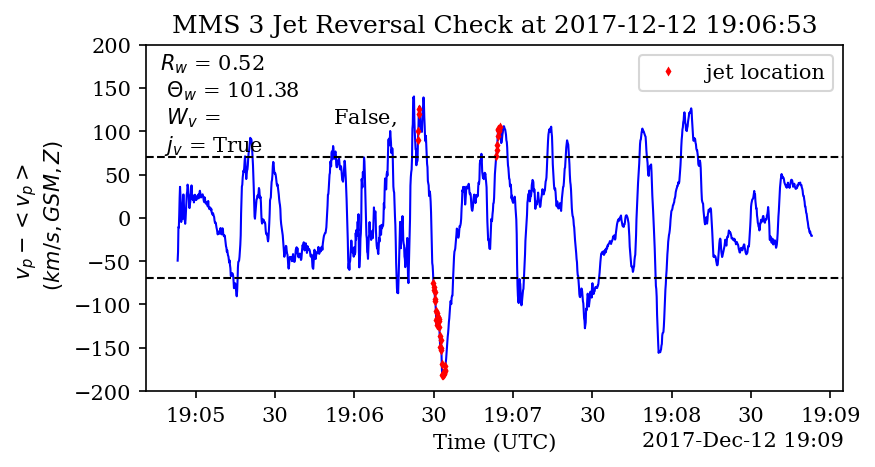 MMS 3 Jet Reversal Check at 2017-12-12 19:06:53
R_w = 0.52
Θ_w = 101.38
W_v = False,
j_v = True
jet location
v_p − < v_p >
(km/s, GSM, Z)
200
150
100
50
0
−50
−100
−150
−200
19:05 30 19:06 30 19:07 30 19:08 30 19:09
Time (UTC)
2017-Dec-12 19:09